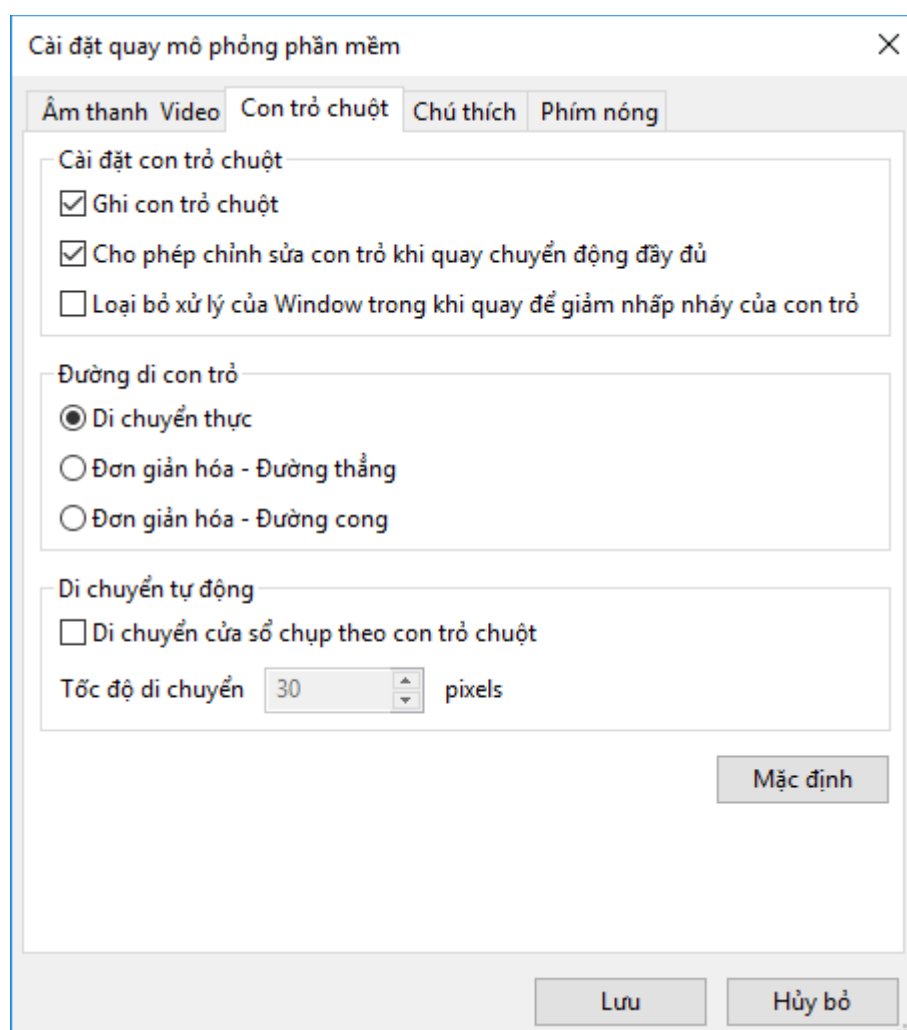 Cài đặt quay mô phỏng phần mềm
Âm thanh Video Con trỏ chuột Chú thích Phím nóng
Cài đặt con trỏ chuột
Ghi con trỏ chuột
Cho phép chỉnh sửa con trỏ khi quay chuyển động đầy đủ
Loại bỏ xử lý của Window trong khi quay để giảm nhấp nháy của con trỏ
Đường di con trỏ
Di chuyển thực
Đơn giản hóa - Đường thẳng
Đơn giản hóa - Đường cong
Di chuyển tự động
Di chuyển cửa sổ chụp theo con trỏ chuột
Tốc độ di chuyển 30 pixels
Mặc định
Lưu Hủy bỏ